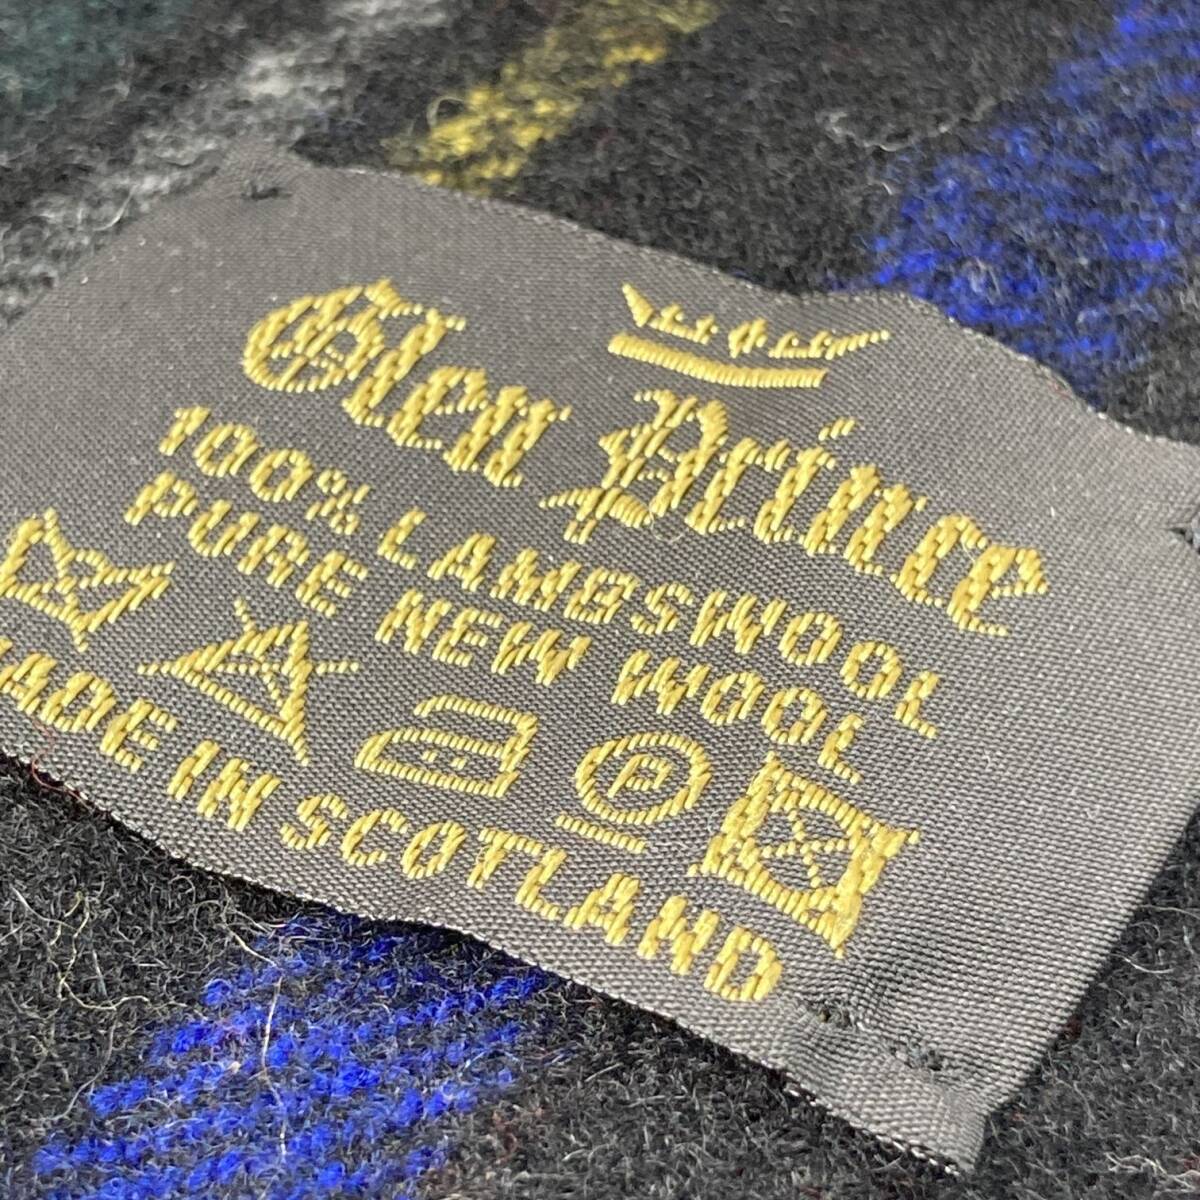 Glen Prince
100% LAMBSWOOL
PURE NEW WOOL
P
MADE IN SCOTLAND